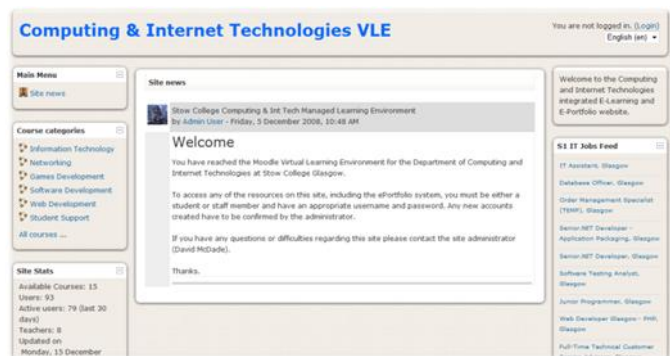 Computing & Internet Technologies VLE
You are not logged in. (Login)
English (en)
Main Menu
Site news
Course categories
Information Technology
Networking
Games Development
Software Development
Web Development
Student Support
All courses ...
Site Stats
Available Courses: 15
Users: 93
Active users: 79 (last 30
days)
Teachers: 8
Updated on
Monday, 15 December
Site news
Stow College Computing & Int Tech Managed Learning Environment
by Admin User - Friday, 5 December 2008, 10:48 AM
Welcome
You have reached the Moodle Virtual Learning Environment for the Department of Computing and
Internet Technologies at Stow College Glasgow.
To access any of the resources on this site, including the ePortfolio system, you must be either a
student or staff member and have an appropriate username and password. Any new accounts
created have to be confirmed by the administrator.
If you have any questions or difficulties regarding this site please contact the site administrator
(David McDade).
Thanks.
Welcome to the Computing
and Internet Technologies
integrated E-Learning and
E-Portfolio website.
S1 IT Jobs Feed
IT Assistant, Glasgow
Database Officer, Glasgow
Order Management Specialist
(TEMP), Glasgow
Senior.NET Developer -
Application Packaging, Glasgow
Senior.NET Developer, Glasgow
Software Testing Analyst,
Glasgow
Junior Programmer, Glasgow
Web Developer Glasgow - PHP,
Glasgow
Full-Time Technical Customer